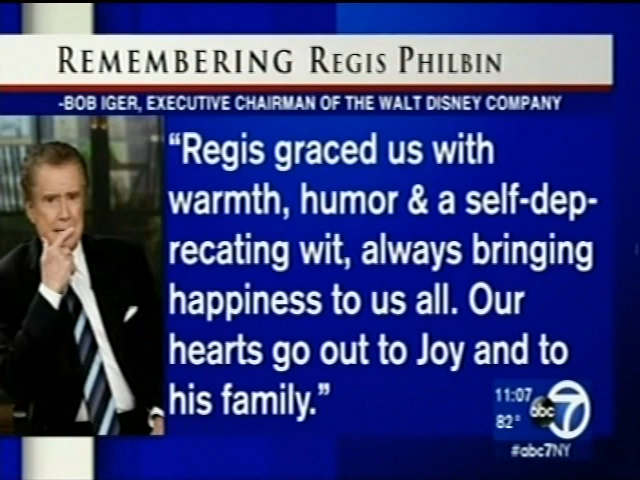 REMEMBERING REGIS PHILBIN
-BOB IGER, EXECUTIVE CHAIRMAN OF THE WALT DISNEY COMPANY
“Regis graced us with
warmth, humor & a self-dep-
recating wit, always bringing
happiness to us all. Our
hearts go out to Joy and to
his family.”
11:07
82°
abc 7
#abc7NY